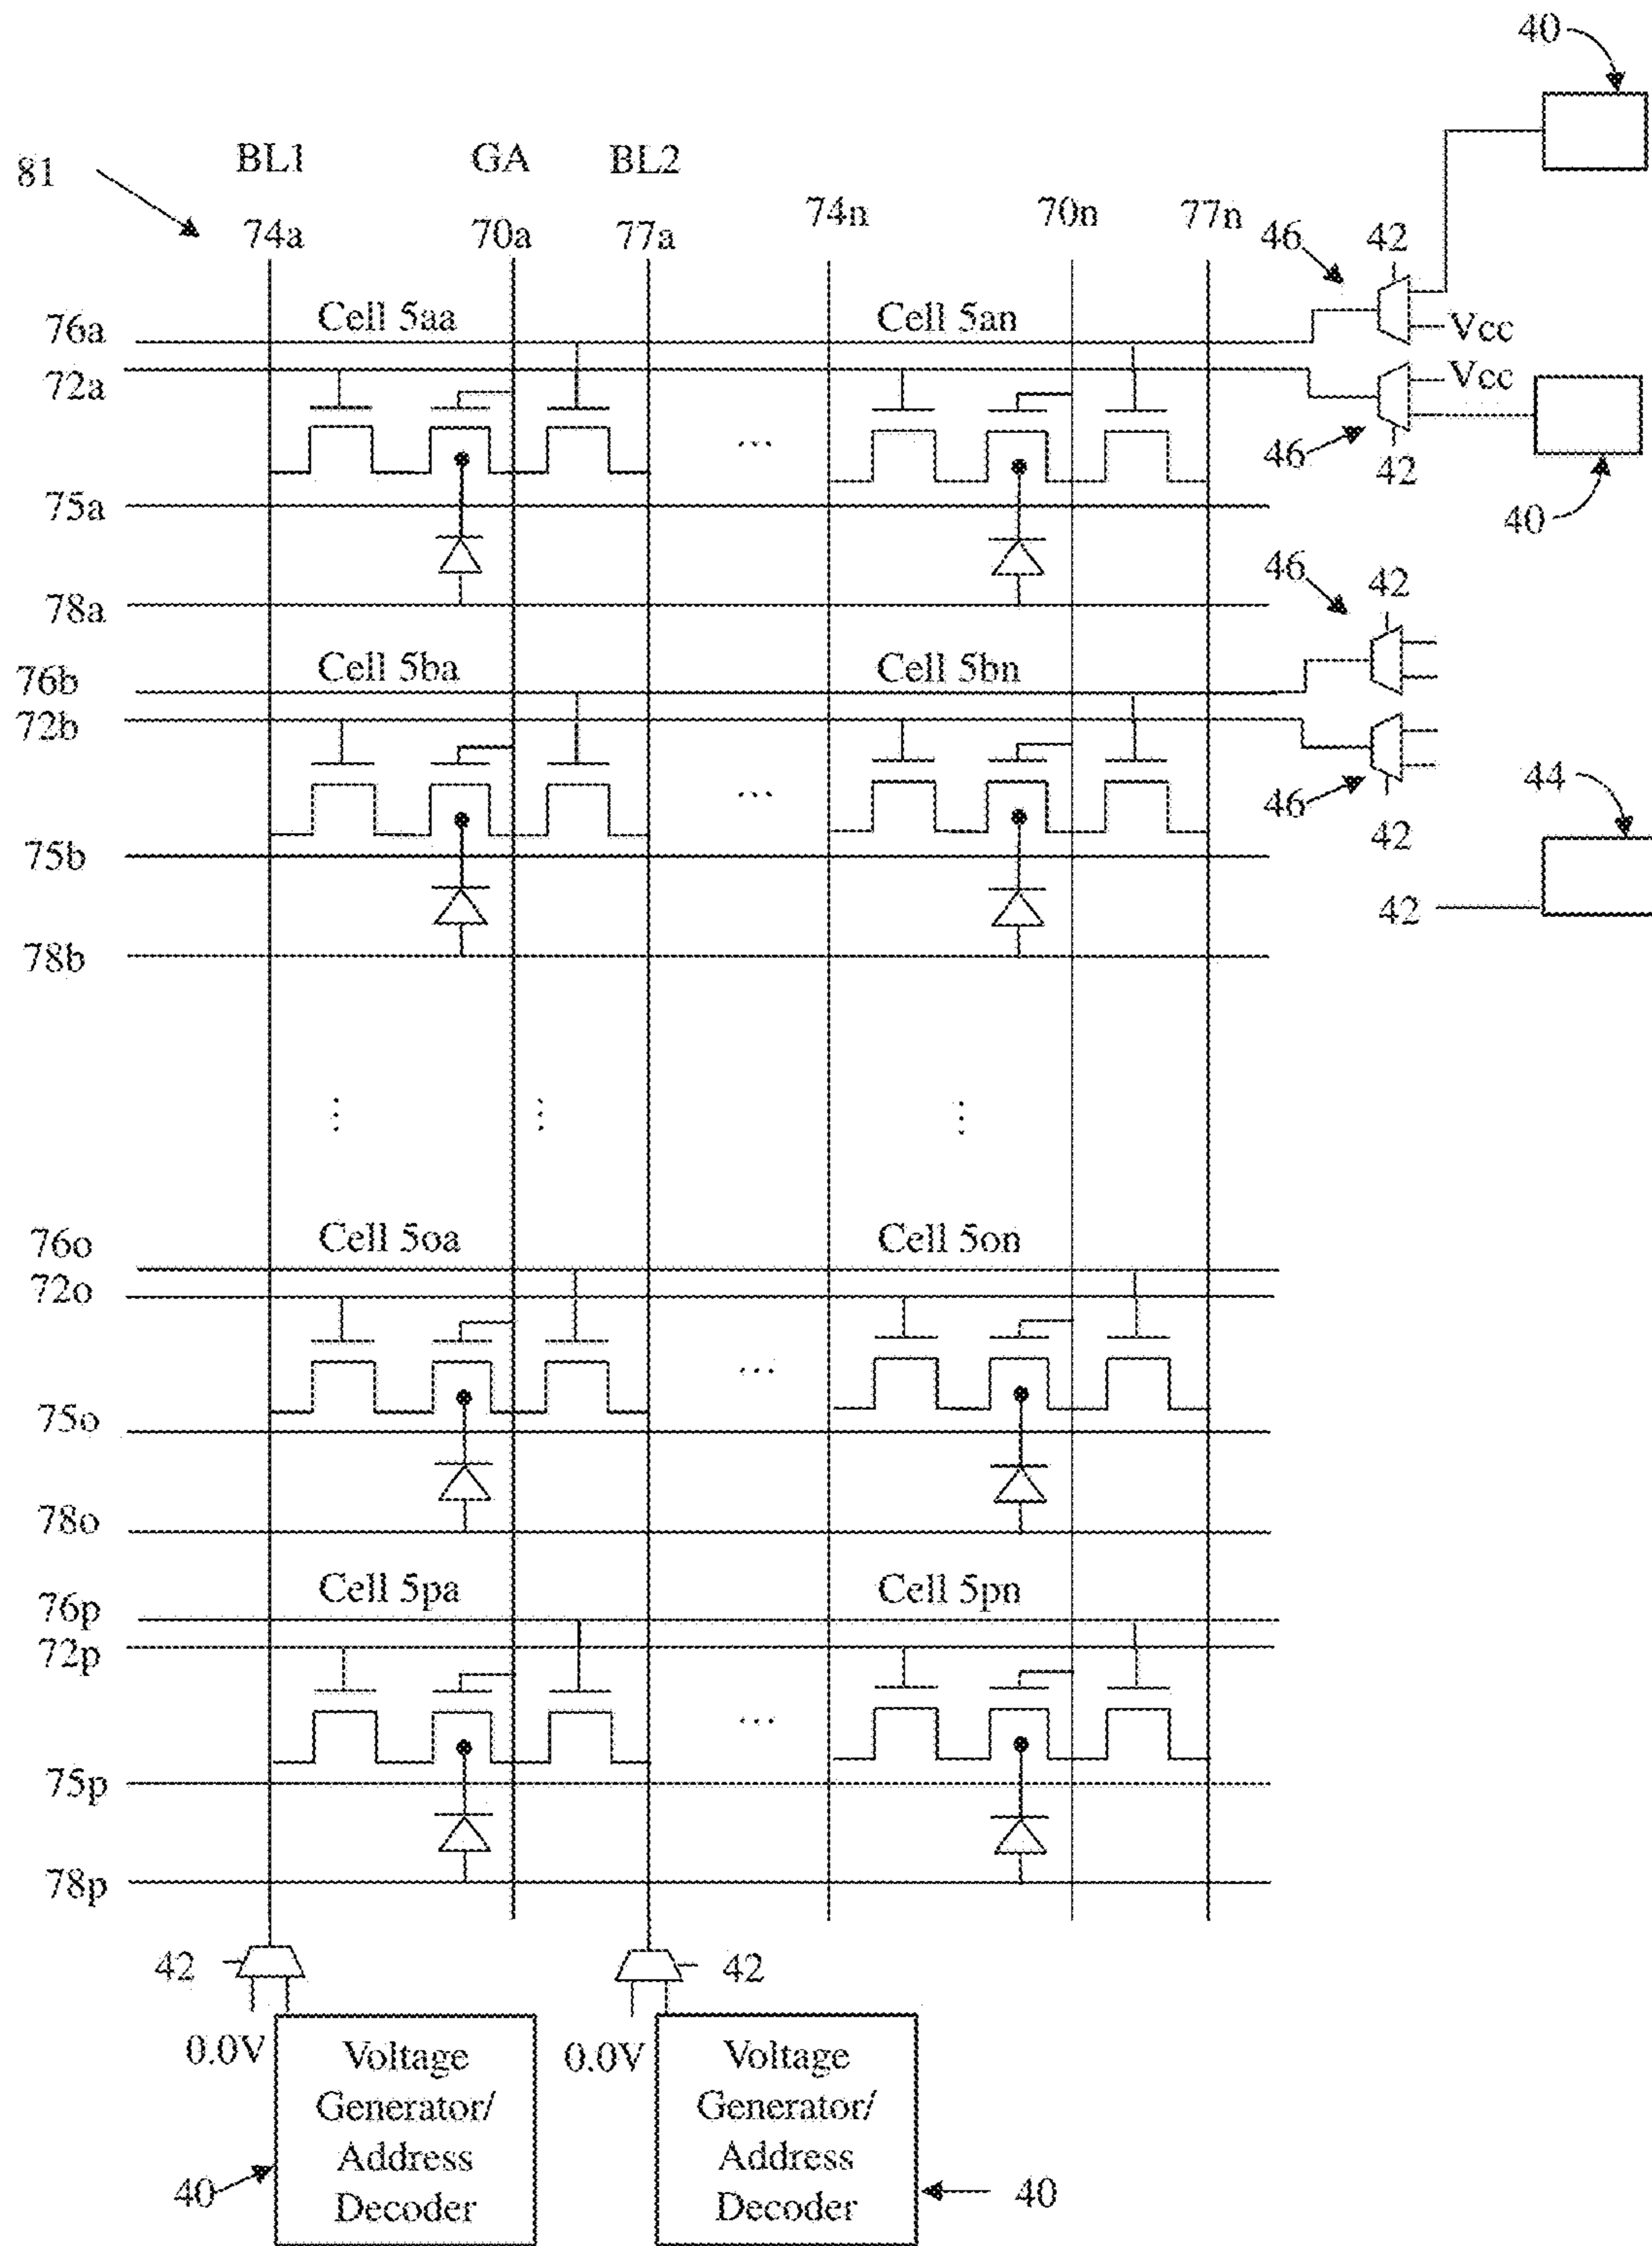 40
81
BL1 GA BL2
74a 70a 77a 74n 70n 77n
46 42
76a Cell 5aa Cell 5an
Vcc
72a Vcc
...
46
42
75a 40
46 42
78a
76b Cell 5ba Cell 5bn
72b
44
...
46
42
75b
42
78b
... ... ...
76o Cell 5oa Cell 5on
72o
...
75o
78o
76p Cell 5pa Cell 5pn
72p
...
75p
78p
42 42
0.0V Voltage Generator/ Address Decoder
0.0V Voltage Generator/ Address Decoder
40 40